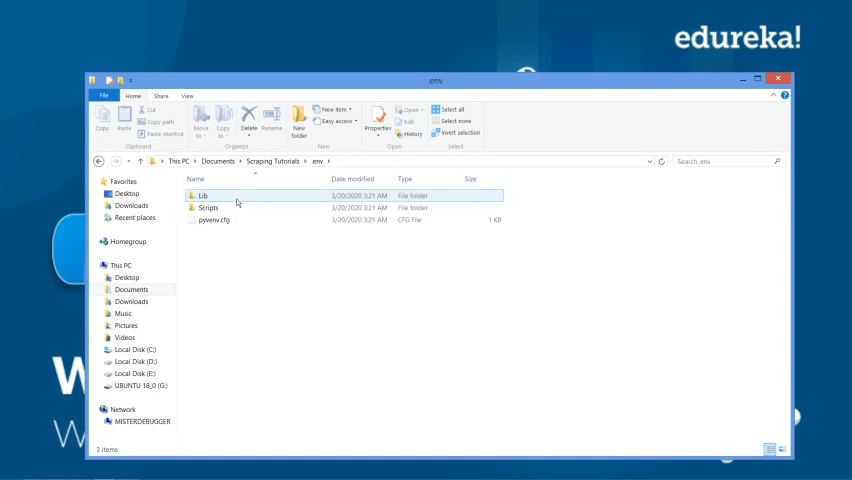 edureka!
.env
File
Home
Share
View
Copy
Paste
Cut
Copy path
Paste shortcut
Clipboard
Move to
Copy to
Delete
Rename
Organize
New folder
New item
Easy access
New
Properties
Open
Edit
History
Open
Select all
Select none
Invert selection
Select
This PC
Documents
Scraping Tutorials
.env
Search .env
Name
Date modified
Type
Size
Lib 3/20/2020 3:21 AM File folder
Scripts 3/20/2020 3:21 AM File folder
pyvenv.cfg 3/20/2020 3:21 AM CFG File 1 KB
Favorites
Desktop
Downloads
Recent places
Homegroup
This PC
Desktop
Documents
Downloads
Music
Pictures
Videos
Local Disk (C:)
Local Disk (D:)
Local Disk (E:)
UBUNTU 18_0 (G:)
Network
MISTERDEBUGGER
3 items
W
W